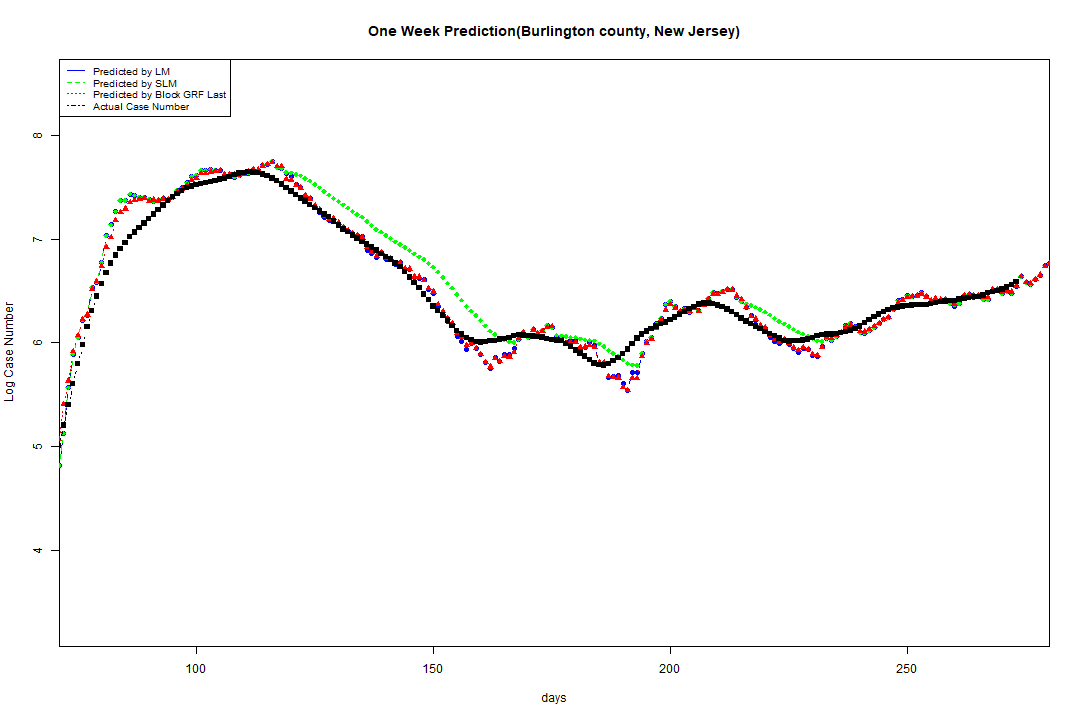 One Week Prediction(Burlington county, New Jersey)
Predicted by LM
Predicted by SLM
Predicted by Block GRF Last
Actual Case Number
8
7
6
5
4
Log Case Number
100 150 200 250
days